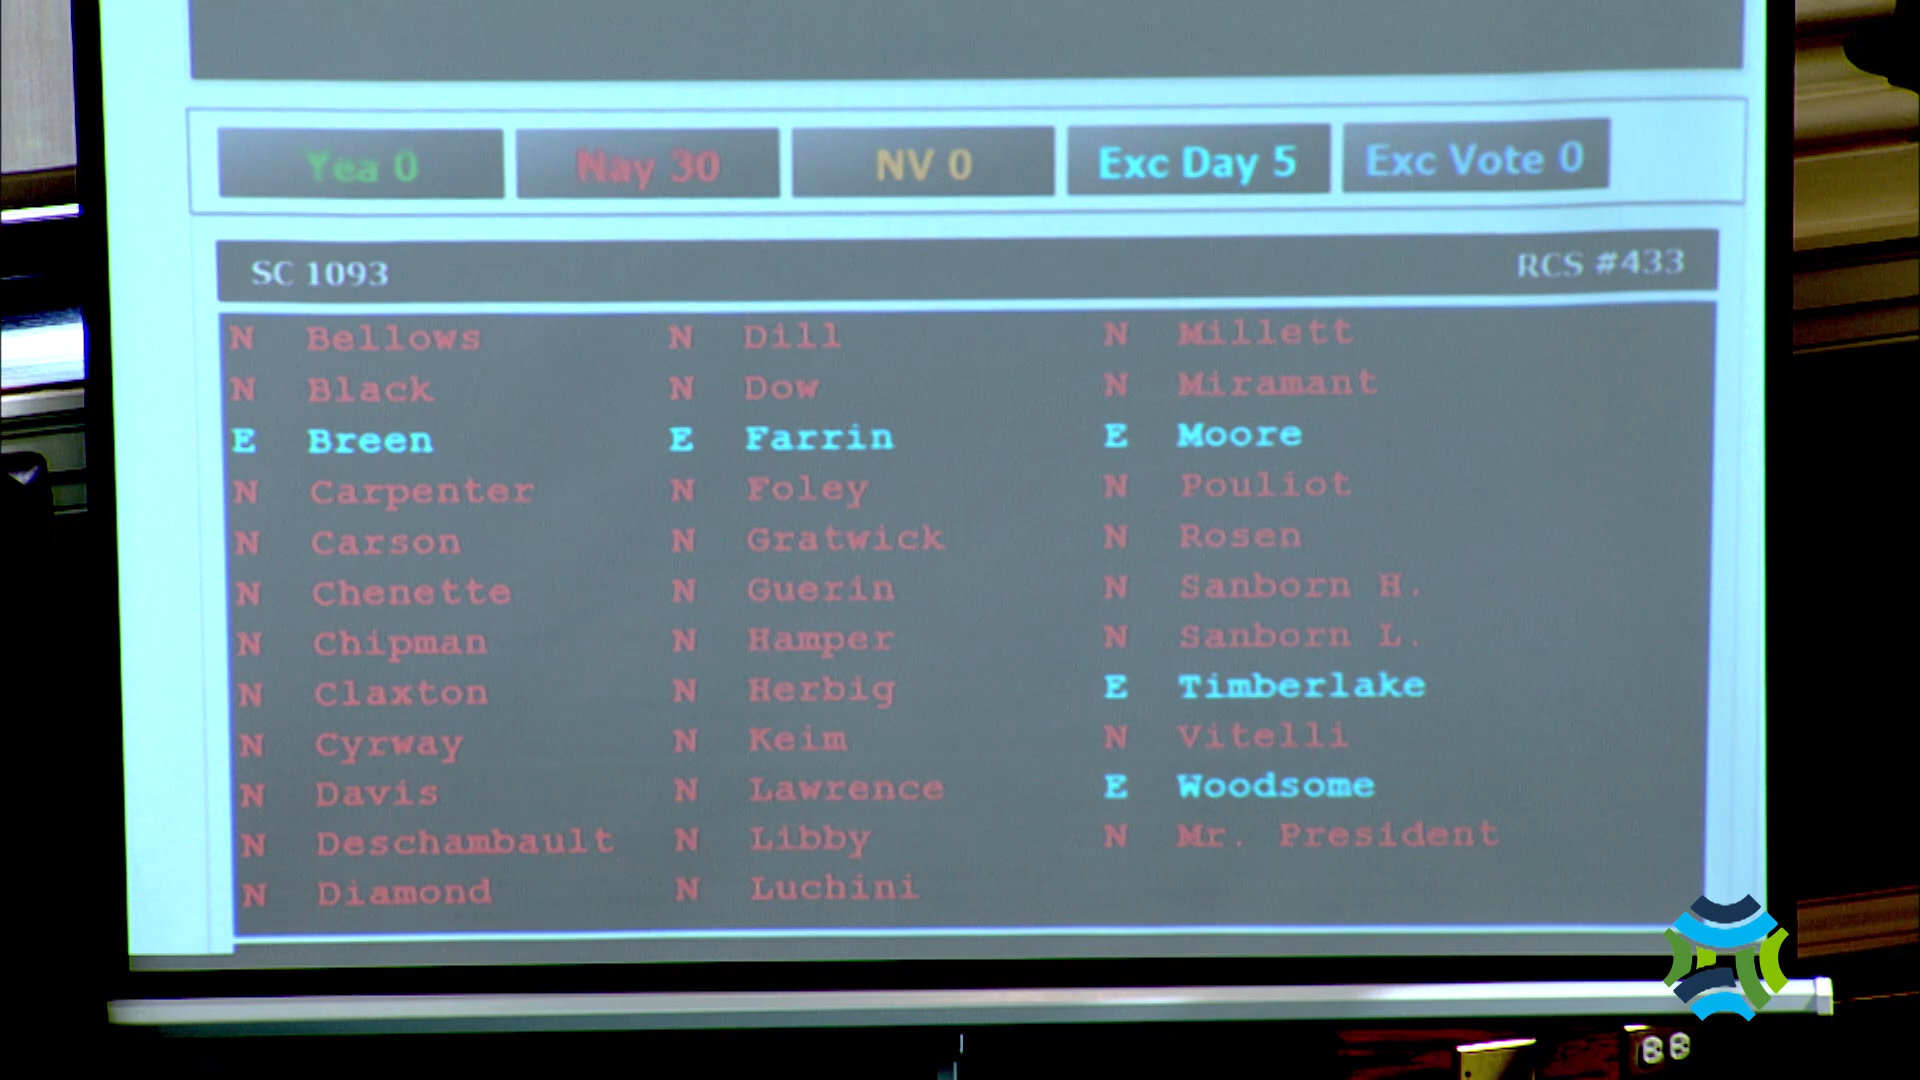 Yea 0 Nay 30 NV 0 Exc Day 5 Exc Vote 0
SC 1093 RCS #433
N Bellows N Dill N Millett
N Black N Dow N Miramant
E Breen E Farrin E Moore
N Carpenter N Foley N Pouliot
N Carson N Gratwick N Rosen
N Chenette N Guerin N Sanborn H.
N Chipman N Hamper N Sanborn L.
N Claxton N Herbig E Timberlake
N Cyrway N Keim N Vitelli
N Davis N Lawrence E Woodsome
N Deschambault N Libby N Mr. President
N Diamond N Luchini